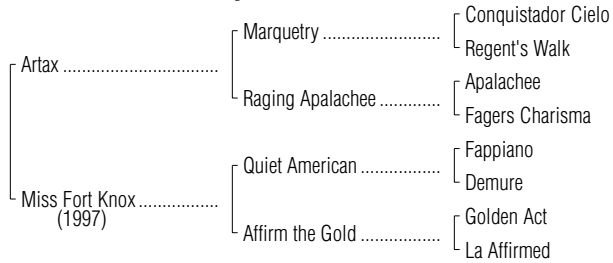 Conquistador Cielo
Marquetry ........................
Regent's Walk
Artax ................................
Apalachee
Raging Apalachee ............
Fagers Charisma
Fappiano
Quiet American ................
Demure
Miss Fort Knox ................
(1997)
Golden Act
Affirm the Gold ................
La Affirmed